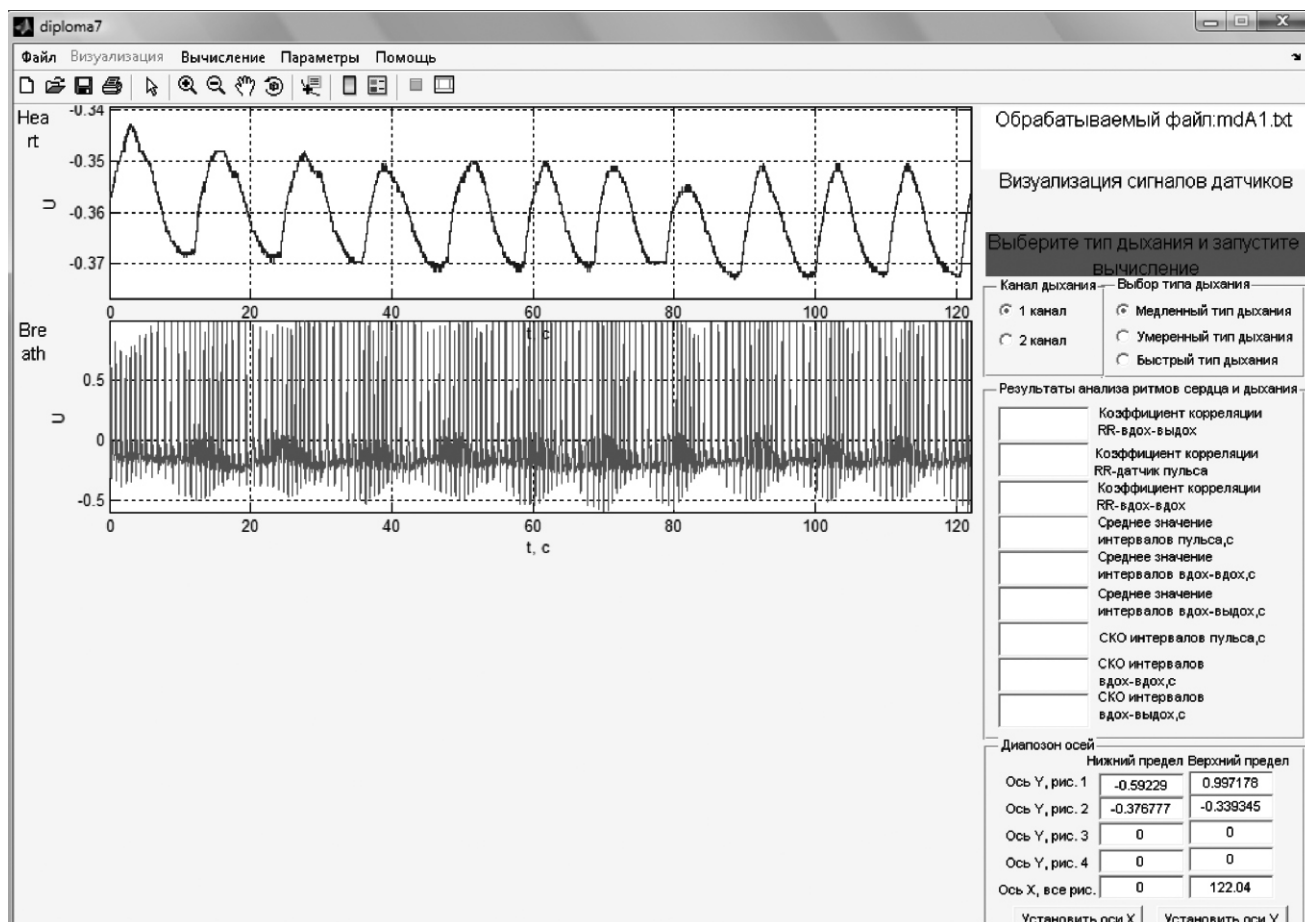 diploma7
Файл Визуализация Вычисление Параметры Помощь
Hea
rt
-0.34
-0.35
-0.36
-0.37
U
0 20 40 60 80 100 120
t, с
Bre
ath
0.5
0
-0.5
U
0 20 40 60 80 100 120
t, с
Обрабатываемый файл:mdA1.txt
Визуализация сигналов датчиков
Выберите тип дыхания и запустите
вычисление
Канал дыхания
1 канал
2 канал
Выбор типа дыхания
Медленный тип дыхания
Умеренный тип дыхания
Быстрый тип дыхания
Результаты анализа ритмов сердца и дыхания
Коэффициент корреляции
RR-вдох-выдох
Коэффициент корреляции
RR-датчик пульса
Коэффициент корреляции
RR-вдох-вдох
Среднее значение
интервалов пульса,с
Среднее значение
интервалов вдох-вдох,с
Среднее значение
интервалов вдох-выдох,с
СКО интервалов пульса,с
СКО интервалов
вдох-вдох,с
СКО интервалов
вдох-выдох,с
Диапозон осей
Нижний предел Верхний предел
Ось Y, рис. 1 -0.59229 0.997178
Ось Y, рис. 2 -0.376777 -0.339345
Ось Y, рис. 3 0 0
Ось Y, рис. 4 0 0
Ось X, все рис. 0 122.04
Установить оси X Установить оси Y